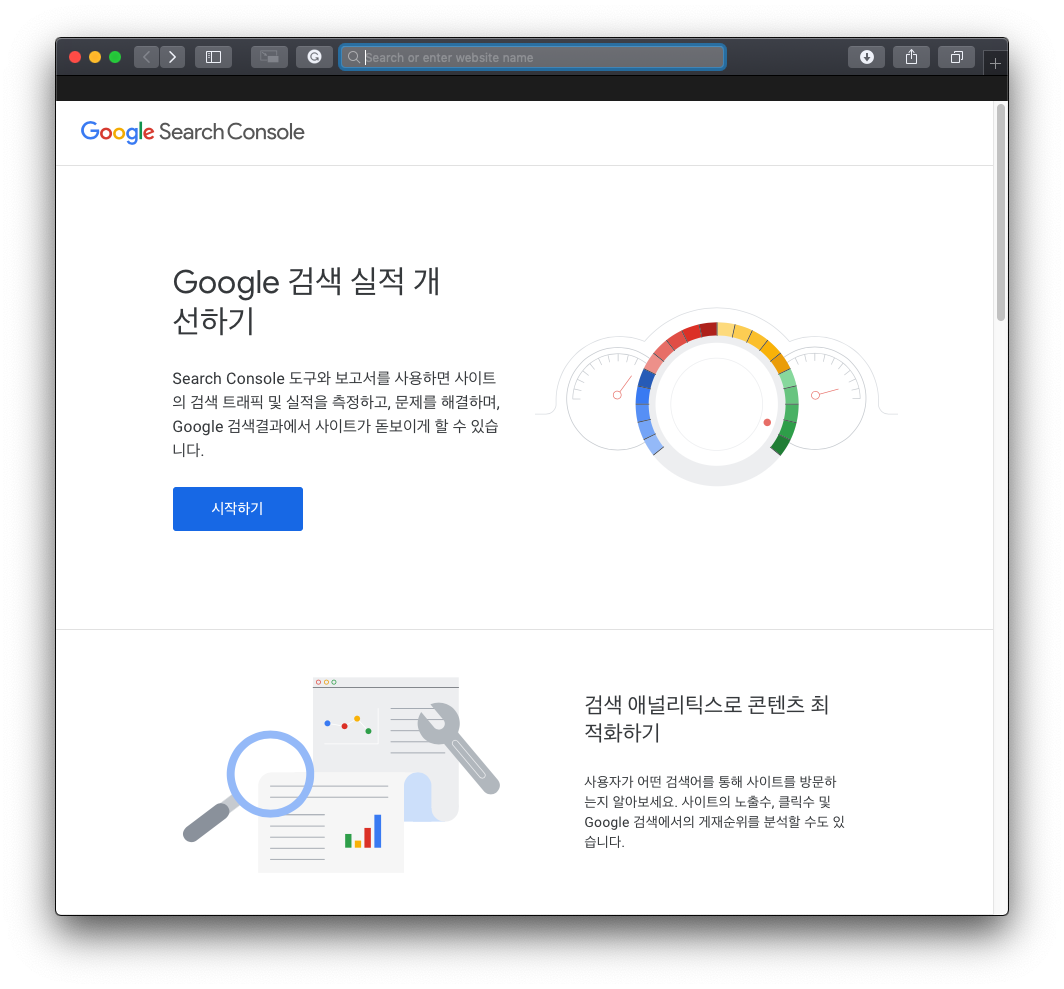 Search or enter website name
Google Search Console
Google 검색 실적 개
선하기
Search Console 도구와 보고서를 사용하면 사이트
의 검색 트래픽 및 실적을 측정하고, 문제를 해결하며,
Google 검색결과에서 사이트가 돋보이게 할 수 있습
니다.
시작하기
검색 애널리틱스로 콘텐츠 최
적화하기
사용자가 어떤 검색어를 통해 사이트를 방문하
는지 알아보세요. 사이트의 노출수, 클릭수 및
Google 검색에서의 게재순위를 분석할 수도 있
습니다.